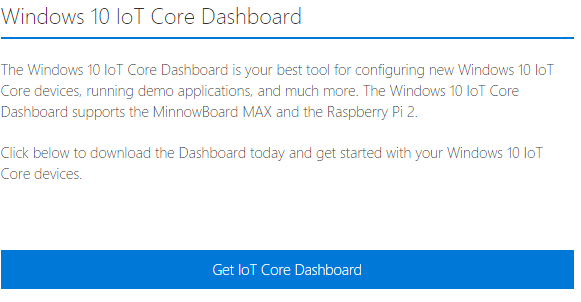 Windows 10 IoT Core Dashboard
The Windows 10 IoT Core Dashboard is your best tool for configuring new Windows 10 IoT
Core devices, running demo applications, and much more. The Windows 10 IoT Core
Dashboard supports the MinnowBoard MAX and the Raspberry Pi 2.
Click below to download the Dashboard today and get started with your Windows 10 IoT
Core devices.
Get IoT Core Dashboard